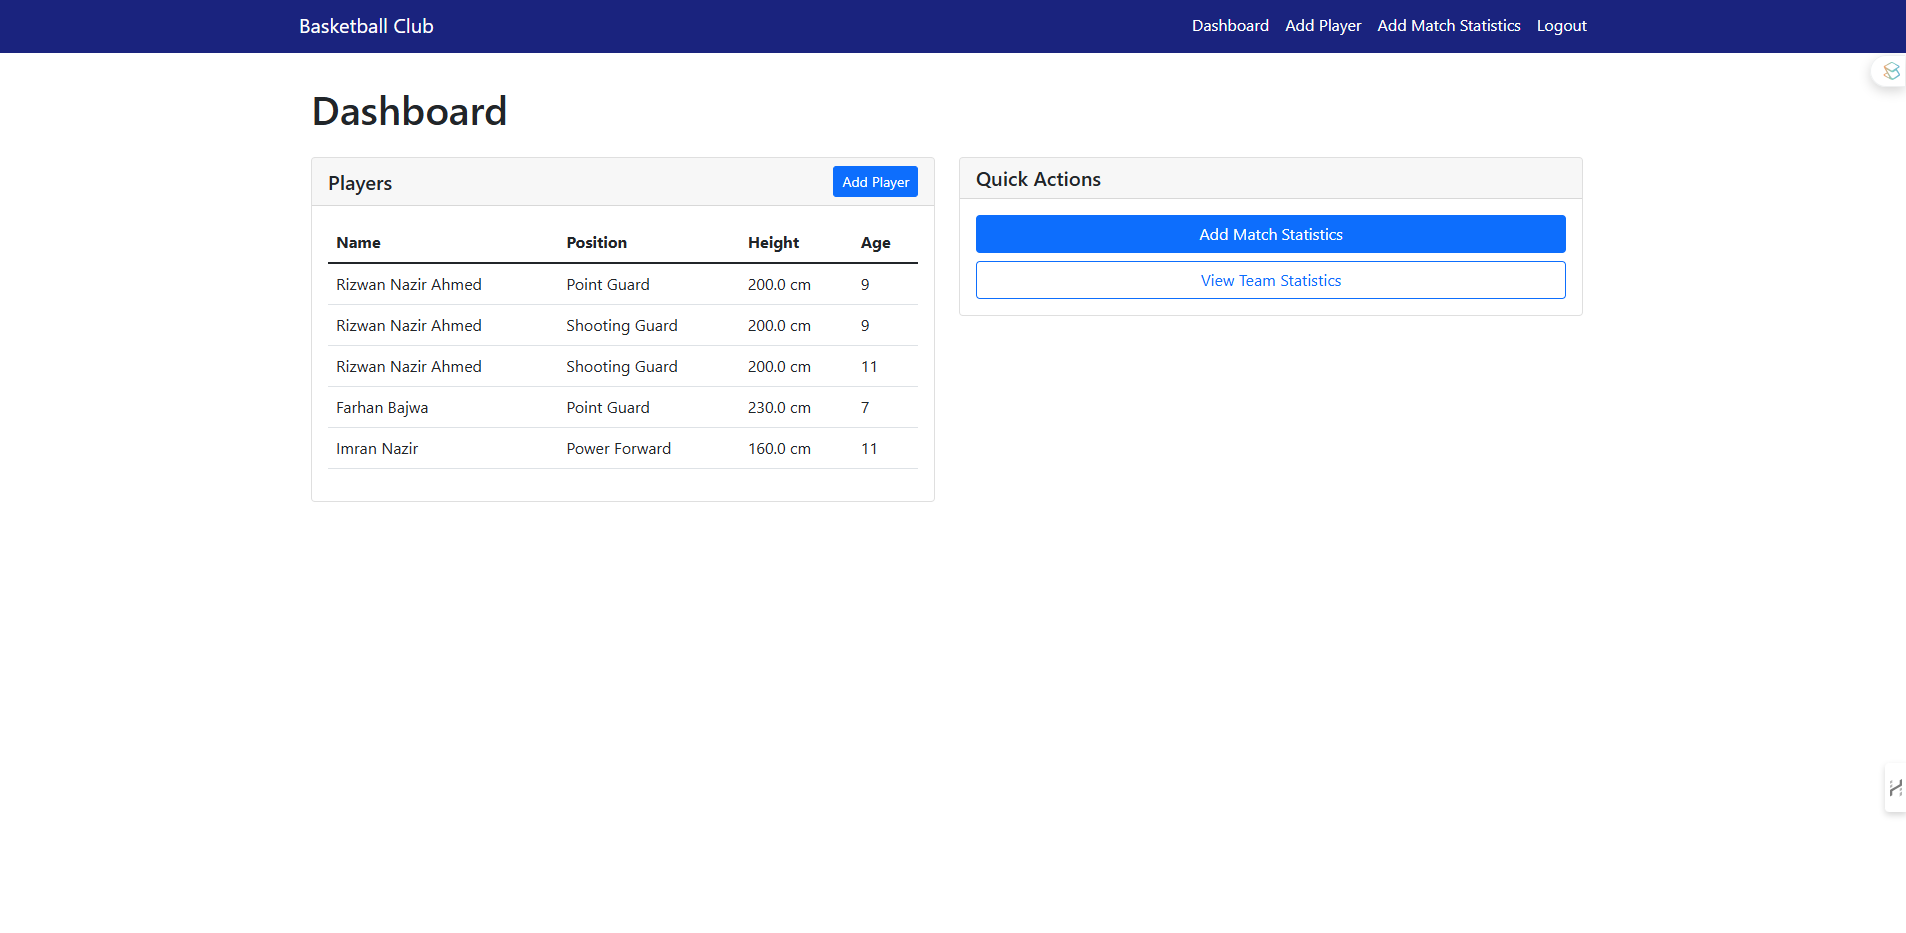 Basketball Club Dashboard Add Player Add Match Statistics Logout
Dashboard
Players Add Player
Name Position Height Age
Rizwan Nazir Ahmed Point Guard 200.0 cm 9
Rizwan Nazir Ahmed Shooting Guard 200.0 cm 9
Rizwan Nazir Ahmed Shooting Guard 200.0 cm 11
Farhan Bajwa Point Guard 230.0 cm 7
Imran Nazir Power Forward 160.0 cm 11
Quick Actions
Add Match Statistics
View Team Statistics